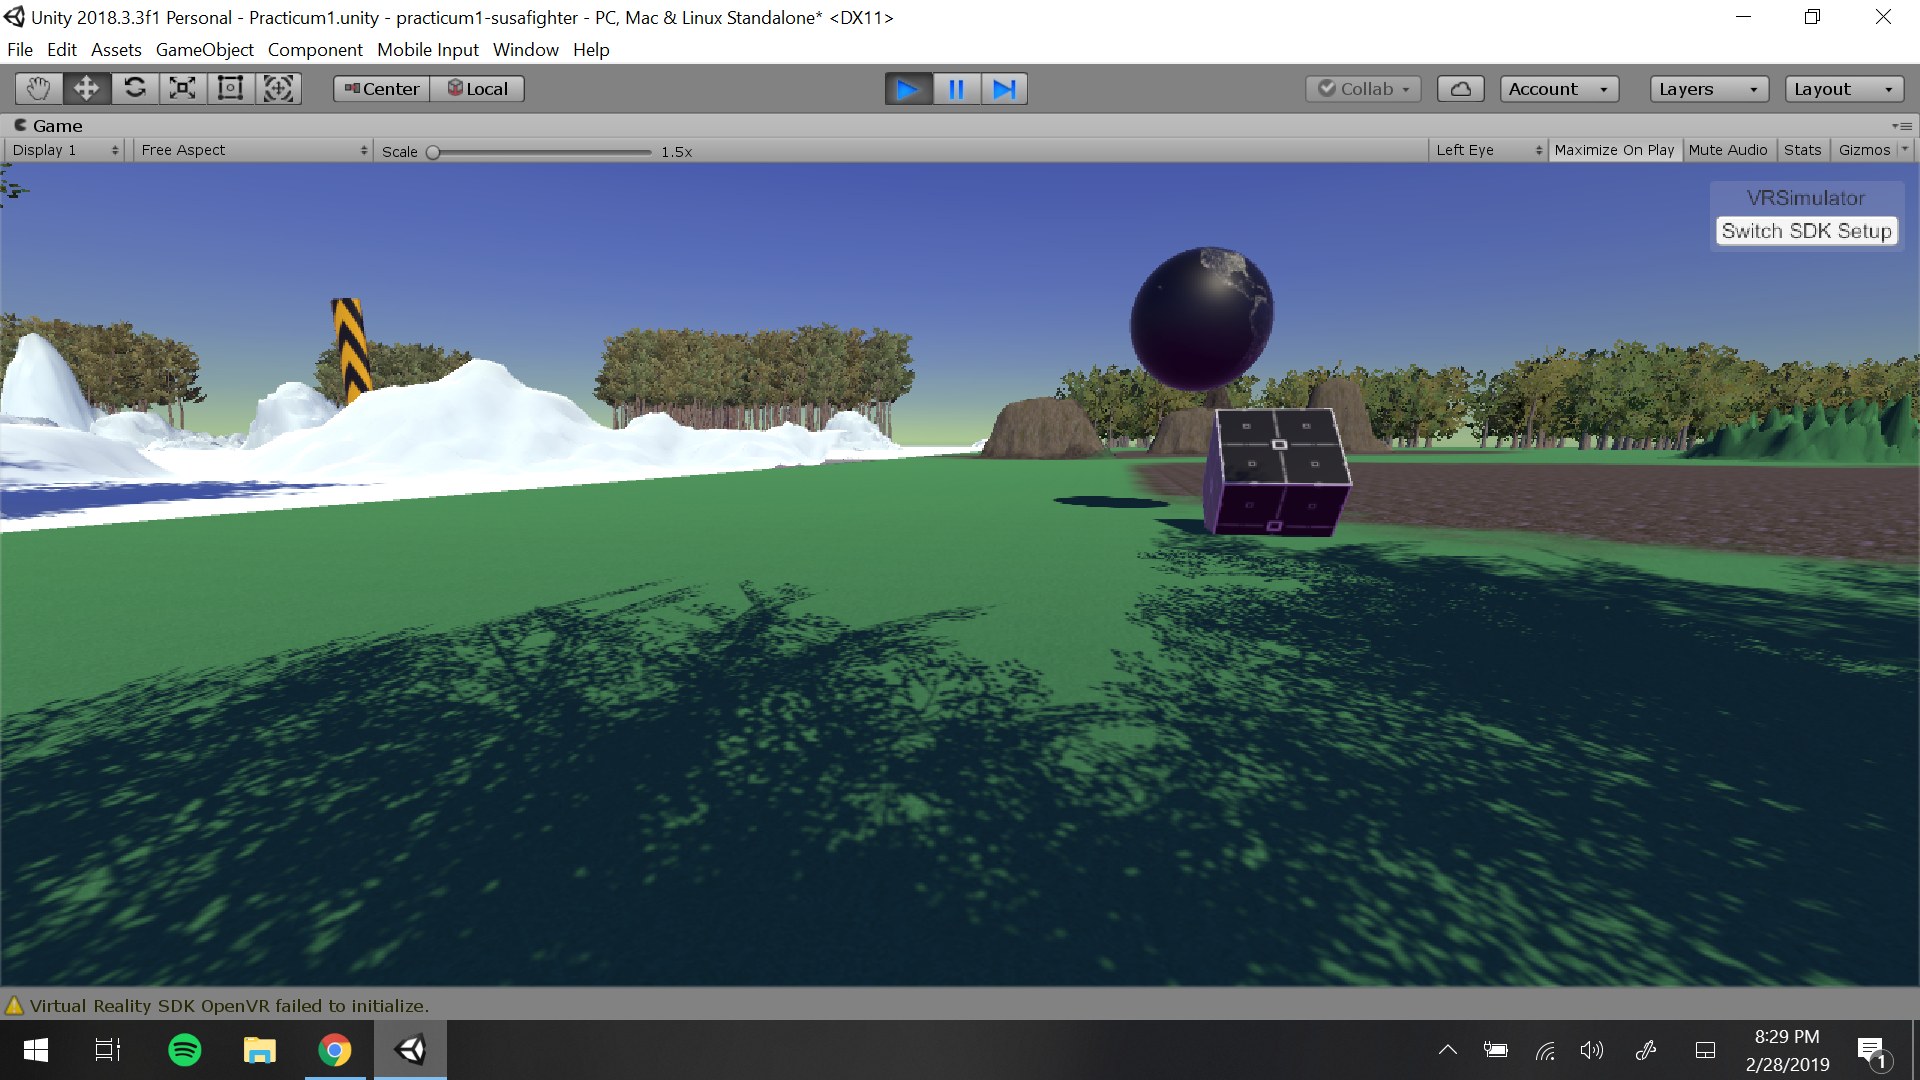 Unity 2018.3.3f1 Personal - Practicum1.unity - practicum1-susafighter - PC, Mac & Linux Standalone* <DX11>
File Edit Assets GameObject Component Mobile Input Window Help
Center Local Collab Account Layers Layout
Game
Display 1 Free Aspect Scale 1.5x Left Eye Maximize On Play Mute Audio Stats Gizmos
VRSimulator
Switch SDK Setup
Virtual Reality SDK OpenVR failed to initialize.
8:29 PM
2/28/2019
1